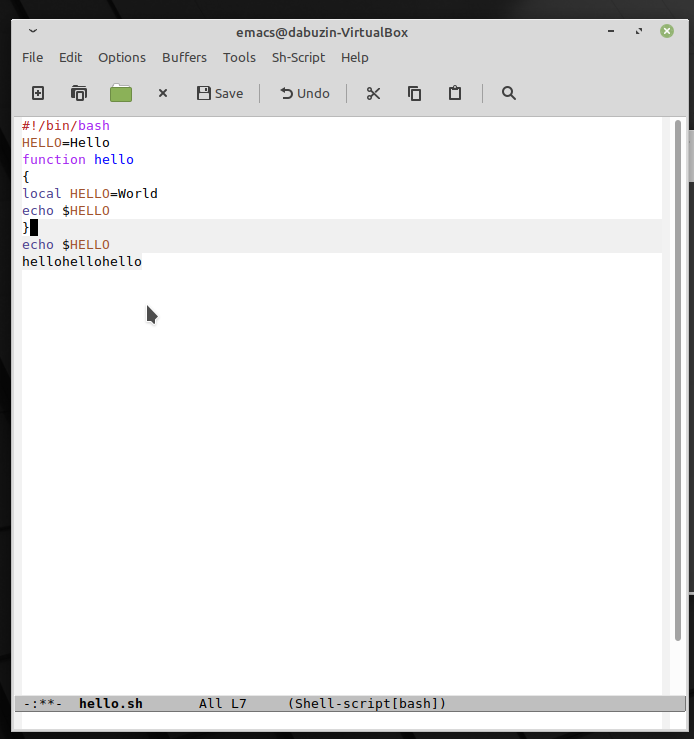 emacs@dabuzin-VirtualBox
File Edit Options Buffers Tools Sh-Script Help
Save Undo
#!/bin/bash
HELLO=Hello
function hello
{
local HELLO=World
echo $HELLO
}
echo $HELLO
hellohellohello
-:**- hello.sh All L7 (Shell-script[bash])